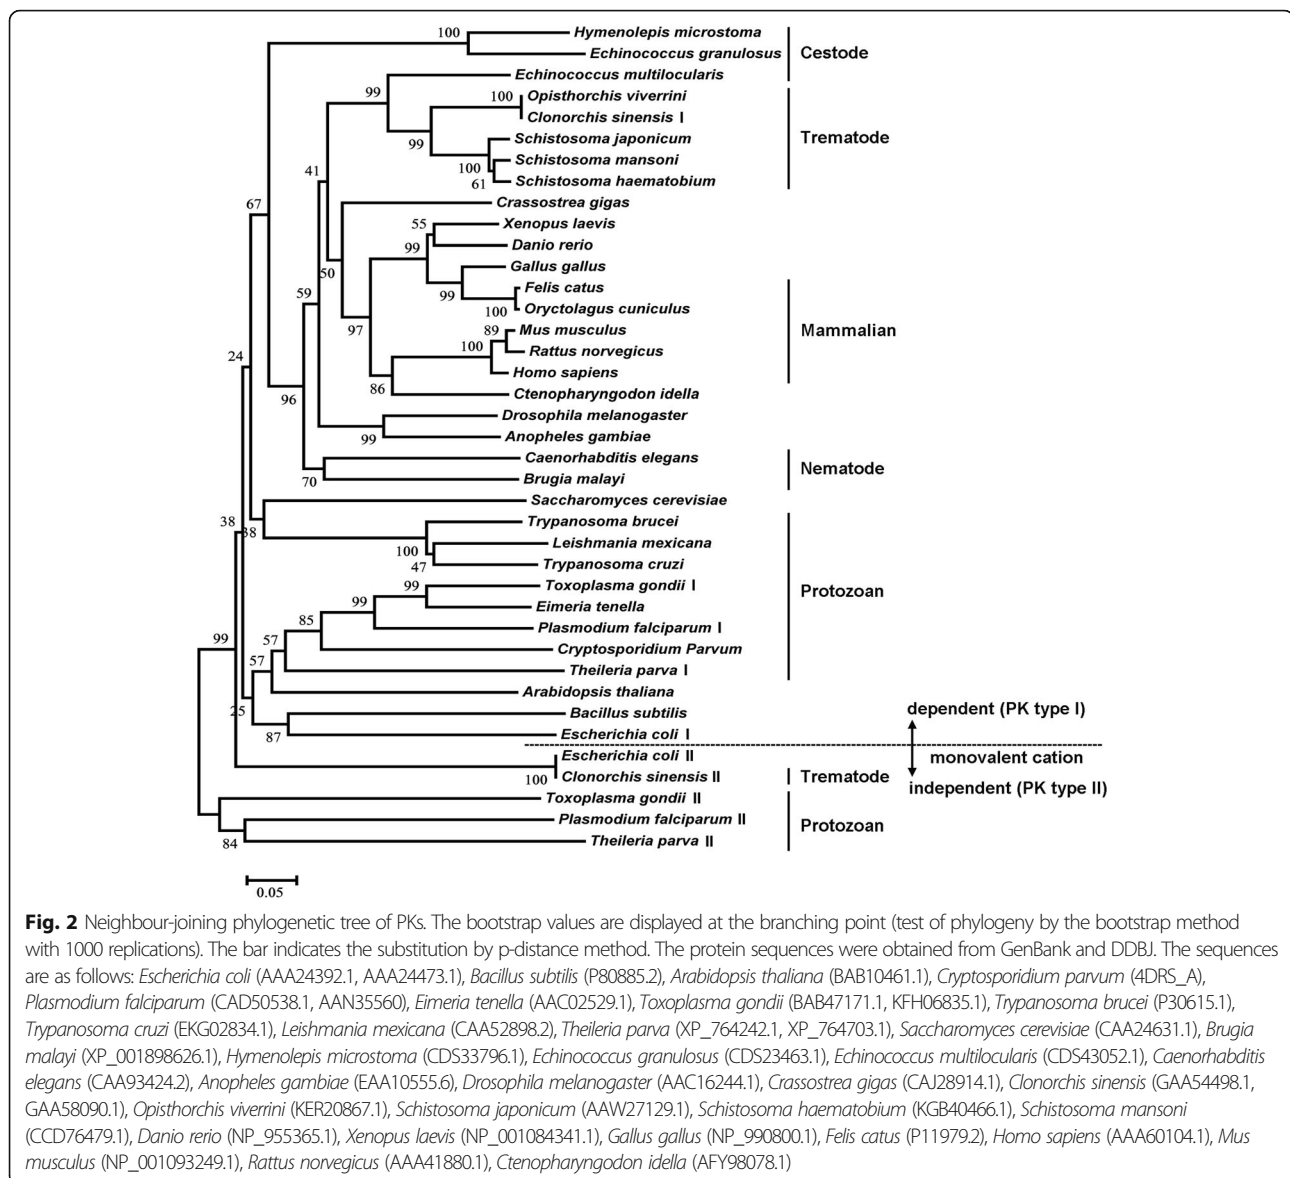 100
Hymenolepis microstoma
Echinococcus granulosus
Cestode
Echinococcus multilocularis
99
100
Opisthorchis viverrini
Clonorchis sinensis I
99
Schistosoma japonicum
Trematode
100
Schistosoma mansoni
61
Schistosoma haematobium
41
67
Crassostrea gigas
55
Xenopus laevis
99
Danio rerio
50
Gallus gallus
99
Felis catus
59
100
Oryctolagus cuniculus
97
89
Mus musculus
Mammalian
100
Rattus norvegicus
24
Homo sapiens
86
Ctenopharyngodon idella
96
Drosophila melanogaster
99
Anopheles gambiae
Caenorhabditis elegans
Nematode
70
Brugia malayi
Saccharomyces cerevisiae
38
38
Trypanosoma brucei
100
Leishmania mexicana
47
Trypanosoma cruzi
99
Toxoplasma gondii I
Protozoan
99
Eimeria tenella
85
Plasmodium falciparum I
99
57
Cryptosporidium Parvum
57
Theileria parva I
Arabidopsis thaliana
25
Bacillus subtilis
dependent (PK type I)
87
Escherichia coli I
Escherichia coli II
monovalent cation
100
Clonorchis sinensis II
Trematode
independent (PK type II)
Toxoplasma gondii II
Plasmodium falciparum II
Protozoan
84
Theileria parva II
0.05
Fig. 2 Neighbour-joining phylogenetic tree of PKs. The bootstrap values are displayed at the branching point (test of phylogeny by the bootstrap method
with 1000 replications). The bar indicates the substitution by p-distance method. The protein sequences were obtained from GenBank and DDBJ. The sequences
are as follows: Escherichia coli (AAA24392.1, AAA24473.1), Bacillus subtilis (P80885.2), Arabidopsis thaliana (BAB10461.1), Cryptosporidium parvum (4DRS_A),
Plasmodium falciparum (CAD50538.1, AAN35560), Eimeria tenella (AAC02529.1), Toxoplasma gondii (BAB47171.1, KFH06835.1), Trypanosoma brucei (P30615.1),
Trypanosoma cruzi (EKG02834.1), Leishmania mexicana (CAA52898.2), Theileria parva (XP_764242.1, XP_764703.1), Saccharomyces cerevisiae (CAA24631.1), Brugia
malayi (XP_001898626.1), Hymenolepis microstoma (CDS33796.1), Echinococcus granulosus (CDS23463.1), Echinococcus multilocularis (CDS43052.1), Caenorhabditis
elegans (CAA93424.2), Anopheles gambiae (EAA10555.6), Drosophila melanogaster (AAC16244.1), Crassostrea gigas (CAJ28914.1), Clonorchis sinensis (GAA54498.1,
GAA58090.1), Opisthorchis viverrini (KER20867.1), Schistosoma japonicum (AAW27129.1), Schistosoma haematobium (KGB40466.1), Schistosoma mansoni
(CCD76479.1), Danio rerio (NP_955365.1), Xenopus laevis (NP_001084341.1), Gallus gallus (NP_990800.1), Felis catus (P11979.2), Homo sapiens (AAA60104.1), Mus
musculus (NP_001093249.1), Rattus norvegicus (AAA41880.1), Ctenopharyngodon idella (AFY98078.1)